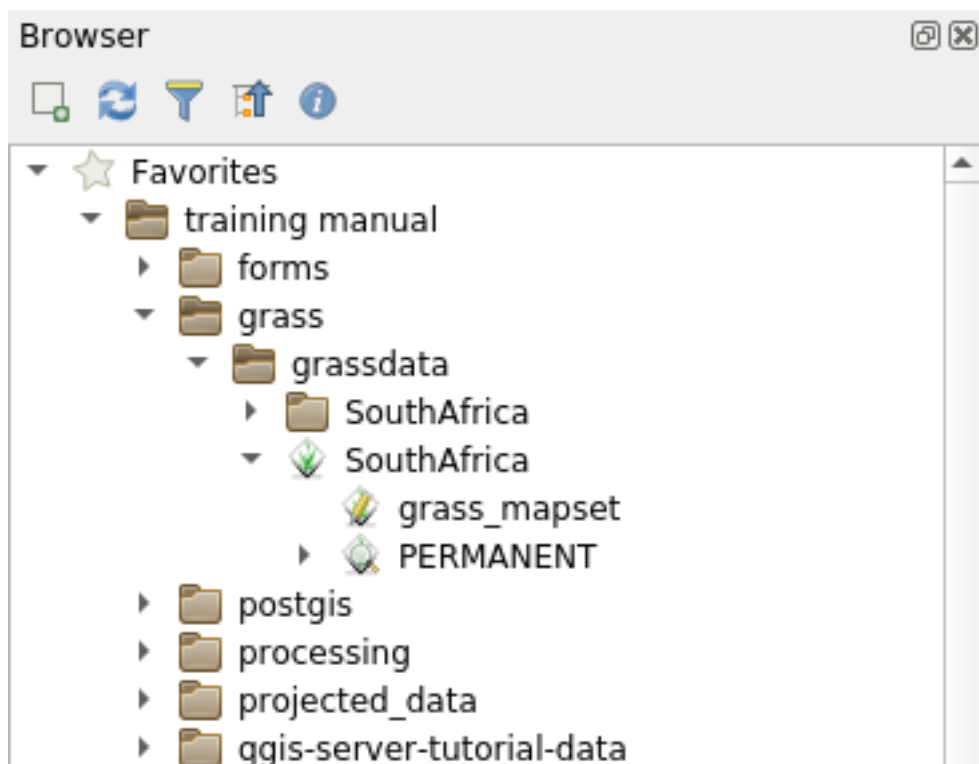 Browser
Favorites
training manual
forms
grass
grassdata
SouthAfrica
SouthAfrica
grass_mapset
PERMANENT
postgis
processing
projected_data
qgis-server-tutorial-data